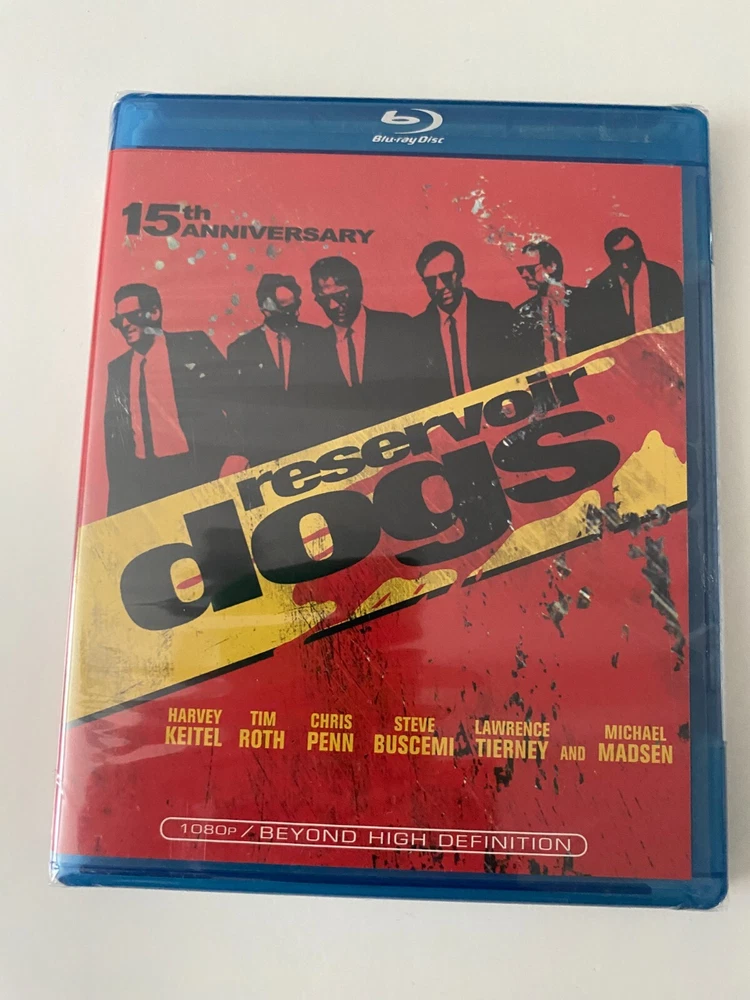 Blu-ray Disc
15th
ANNIVERSARY
reservoir
dogs®
HARVEY KEITEL
TIM ROTH
CHRIS PENN
STEVE BUSCEMI
LAWRENCE TIERNEY
AND
MICHAEL MADSEN
1080P / BEYOND HIGH DEFINITION